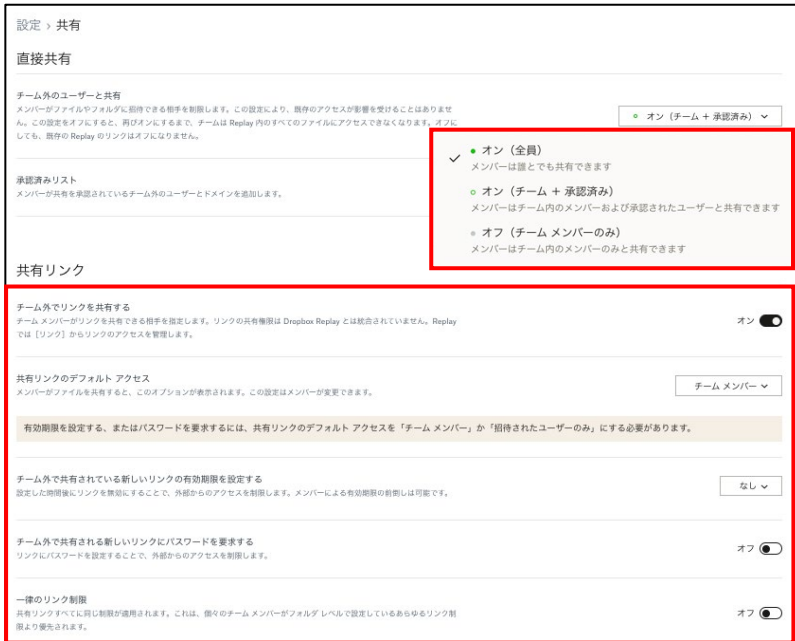 設定 › 共有
直接共有
チーム外のユーザーと共有
メンバーがファイルやフォルダに招待できる相手を制限します。この設定により、既存のアクセスが影響を受けることはありませ
ん。この設定をオフにすると、再びオンにするまで、チームは Replay 内のすべてのファイルにアクセスできなくなります。オフに
しても、既存の Replay のリンクはオフになりません。
オン（チーム + 承認済み）
オン（全員）
メンバーは誰とでも共有できます
オン（チーム + 承認済み）
メンバーはチーム内のメンバーおよび承認されたユーザーと共有できます
オフ（チーム メンバーのみ）
メンバーはチーム内のメンバーのみと共有できます
承認済みリスト
メンバーが共有を承認されているチーム外のユーザーとドメインを追加します。
共有リンク
チーム外でリンクを共有する
チーム メンバーがリンクを共有できる相手を指定します。リンクの共有権限は Dropbox Replay とは統合されていません。Replay
では［リンク］からリンクのアクセスを管理します。
オン
共有リンクのデフォルト アクセス
メンバーがファイルを共有すると、このオプションが表示されます。この設定はメンバーが変更できます。
チーム メンバー
有効期限を設定する、またはパスワードを要求するには、共有リンクのデフォルト アクセスを「チーム メンバー」か「招待されたユーザーのみ」にする必要があります。
チーム外で共有されている新しいリンクの有効期限を設定する
設定した時間後にリンクを無効にすることで、外部からのアクセスを制限します。メンバーによる有効期限の前倒しは可能です。
なし
チーム外で共有される新しいリンクにパスワードを要求する
リンクにパスワードを設定することで、外部からのアクセスを制限します。
オフ
一律のリンク制限
共有リンクすべてに同じ制限が適用されます。これは、個々のチーム メンバーがフォルダ レベルで設定しているあらゆるリンク制
限より優先されます。
オフ